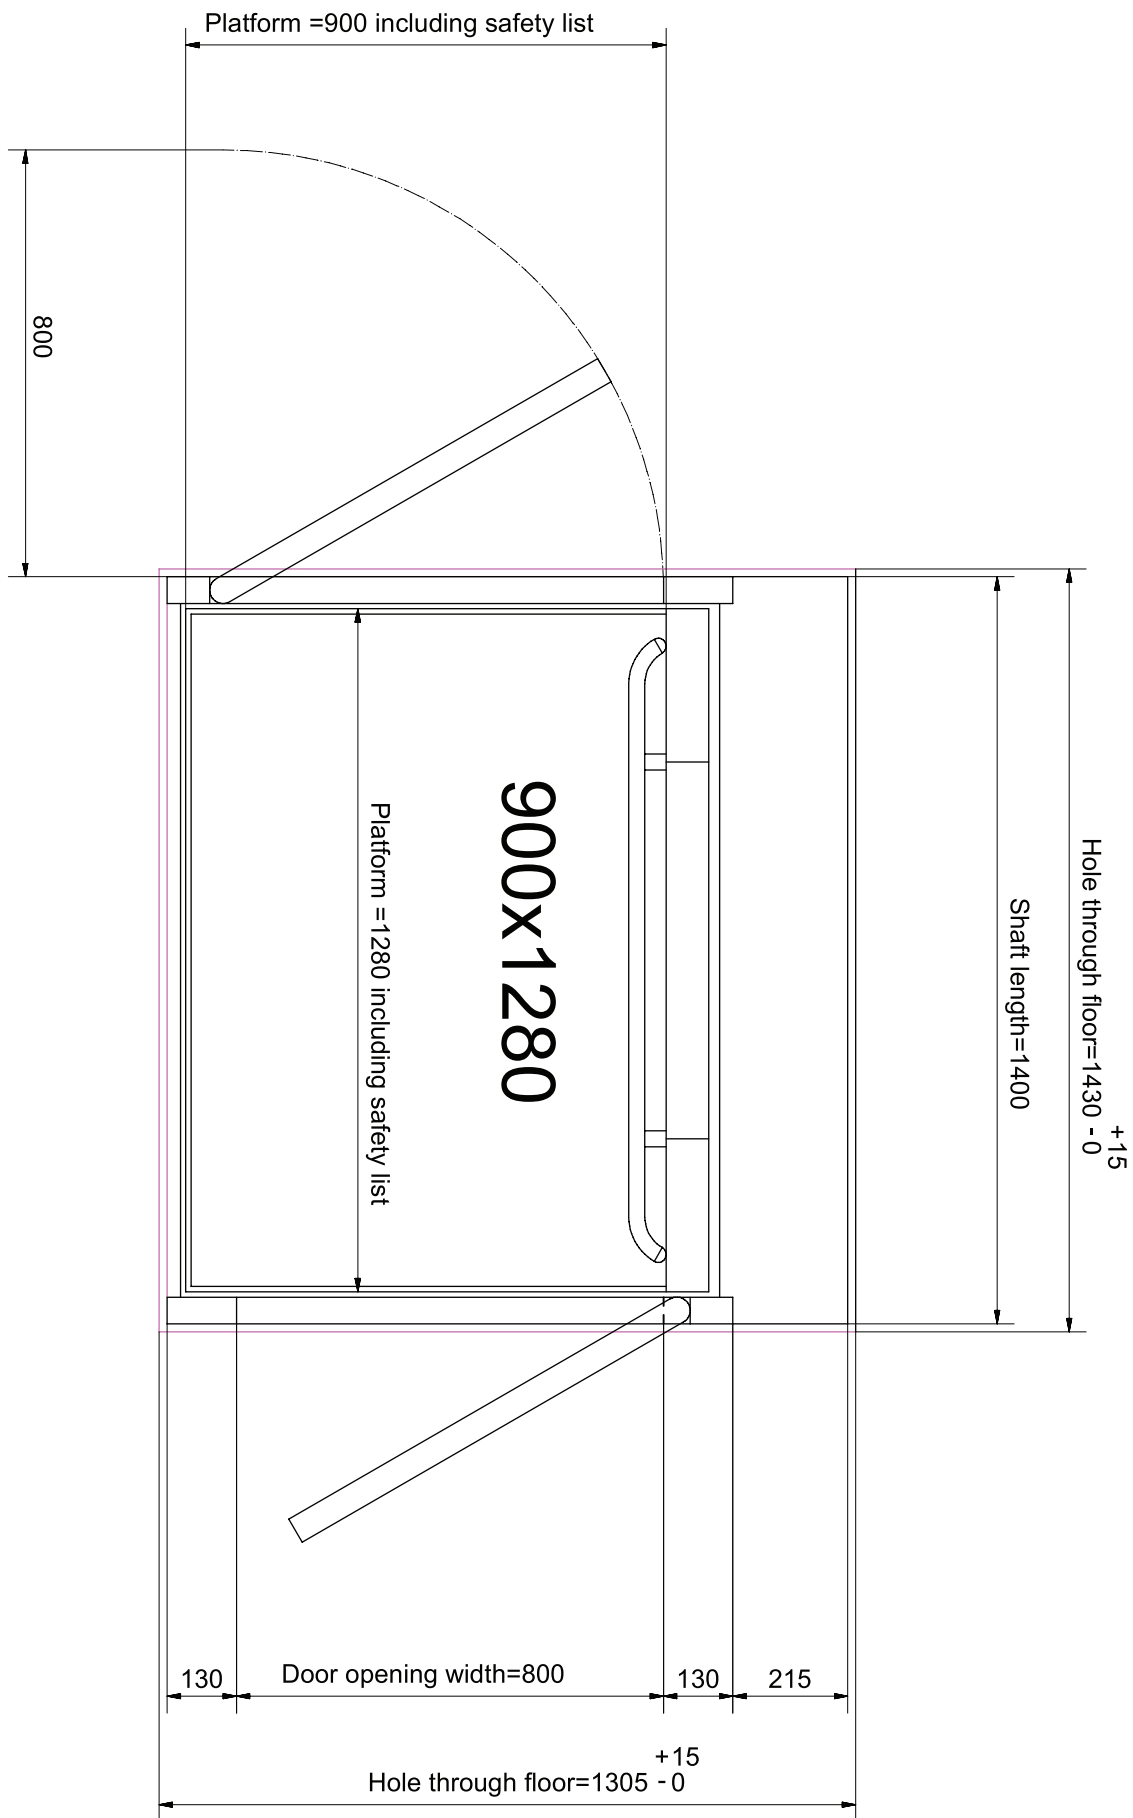 Platform =900 including safety list
800
900x1280
Platform =1280 including safety list
Shaft length=1400
Hole through floor=1430 +15 -0
130
Door opening width=800
130
215
Hole through floor=1305 +15 -0